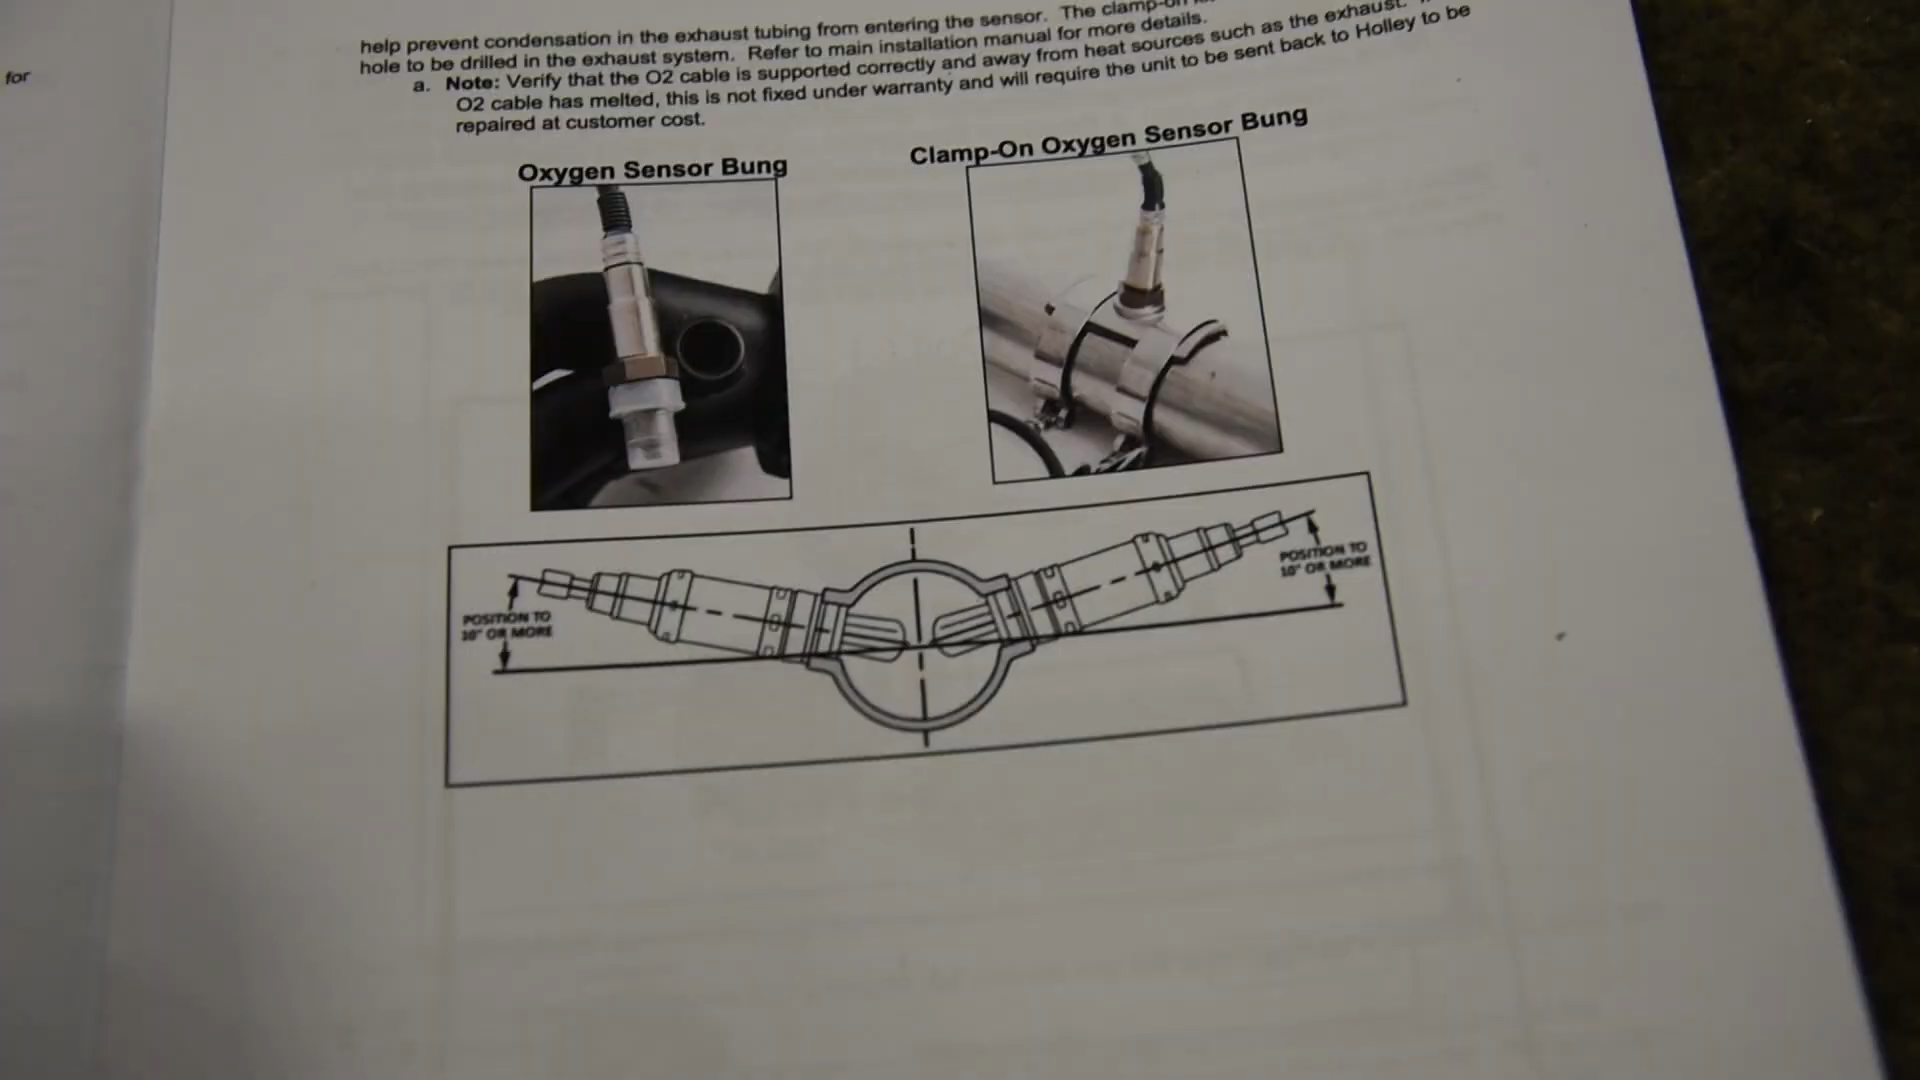 for
help prevent condensation in the exhaust tubing from entering the sensor. The clamp-on
hole to be drilled in the exhaust system. Refer to main installation manual for more details.
a. Note: Verify that the O2 cable is supported correctly and away from heat sources such as the exhaust.
O2 cable has melted, this is not fixed under warranty and will require the unit to be sent back to Holley to be
repaired at customer cost.
Oxygen Sensor Bung
Clamp-On Oxygen Sensor Bung
POSITION TO
10° OR MORE
POSITION TO
10° OR MORE